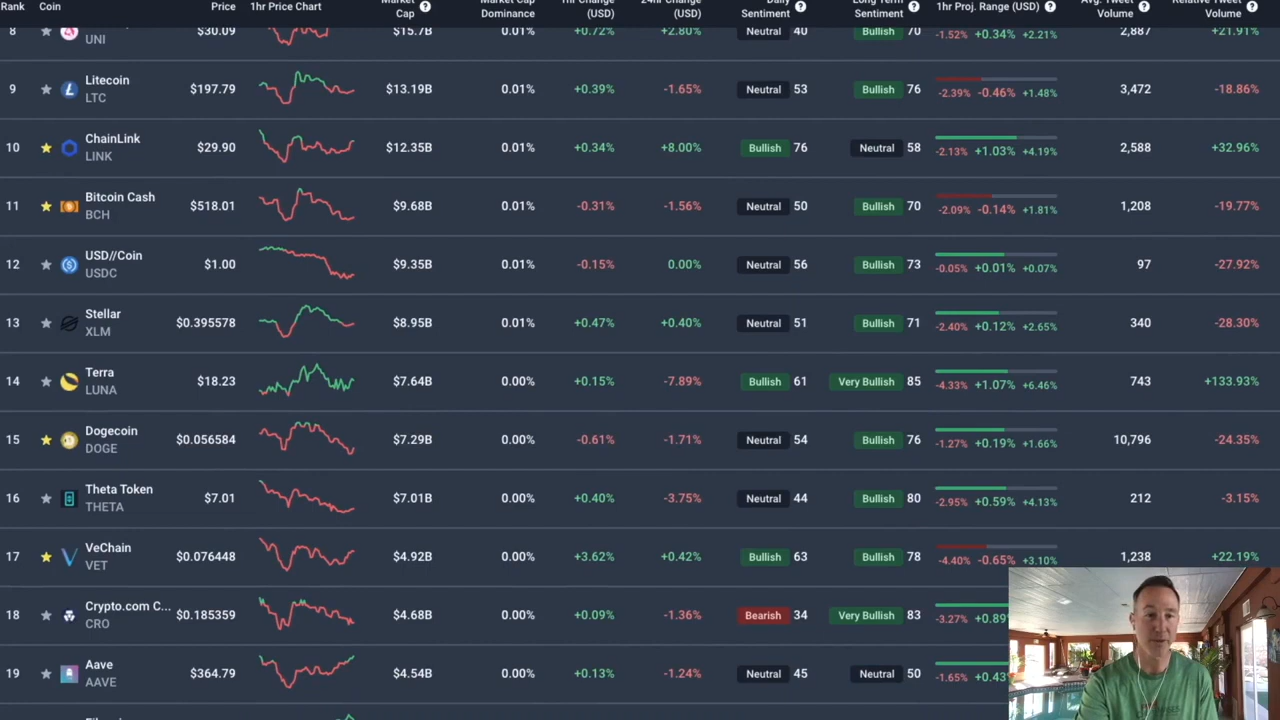 Rank Coin Price 1hr Price Chart Market Cap ? Market Cap Dominance 1hr Change (USD) 24hr Change (USD) Daily Sentiment ? Long Term Sentiment ? 1hr Proj. Range (USD) ? Avg. Tweet Volume ? Relative Tweet Volume ?
8 UNI $30.09 $15.7B 0.01% +0.72% +2.80% Neutral 40 Bullish 70 -1.52% +0.34% +2.21% 2,887 +21.91%
9 Litecoin LTC $197.79 $13.19B 0.01% +0.39% -1.65% Neutral 53 Bullish 76 -2.39% -0.46% +1.48% 3,472 -18.86%
10 ChainLink LINK $29.90 $12.35B 0.01% +0.34% +8.00% Bullish 76 Neutral 58 -2.13% +1.03% +4.19% 2,588 +32.96%
11 Bitcoin Cash BCH $518.01 $9.68B 0.01% -0.31% -1.56% Neutral 50 Bullish 70 -2.09% -0.14% +1.81% 1,208 -19.77%
12 USD//Coin USDC $1.00 $9.35B 0.01% -0.15% 0.00% Neutral 56 Bullish 73 -0.05% +0.01% +0.07% 97 -27.92%
13 Stellar XLM $0.395578 $8.95B 0.01% +0.47% +0.40% Neutral 51 Bullish 71 -2.40% +0.12% +2.65% 340 -28.30%
14 Terra LUNA $18.23 $7.64B 0.00% +0.15% -7.89% Bullish 61 Very Bullish 85 -4.33% +1.07% +6.46% 743 +133.93%
15 Dogecoin DOGE $0.056584 $7.29B 0.00% -0.61% -1.71% Neutral 54 Bullish 76 -1.27% +0.19% +1.66% 10,796 -24.35%
16 Theta Token THETA $7.01 $7.01B 0.00% +0.40% -3.75% Neutral 44 Bullish 80 -2.95% +0.59% +4.13% 212 -3.15%
17 VeChain VET $0.076448 $4.92B 0.00% +3.62% +0.42% Bullish 63 Bullish 78 -4.40% -0.65% +3.10% 1,238 +22.19%
18 Crypto.com C... CRO $0.185359 $4.68B 0.00% +0.09% -1.36% Bearish 34 Very Bullish 83 -3.27% +0.89
19 Aave AAVE $364.79 $4.54B 0.00% +0.13% -1.24% Neutral 45 Neutral 50 -1.65% +0.43